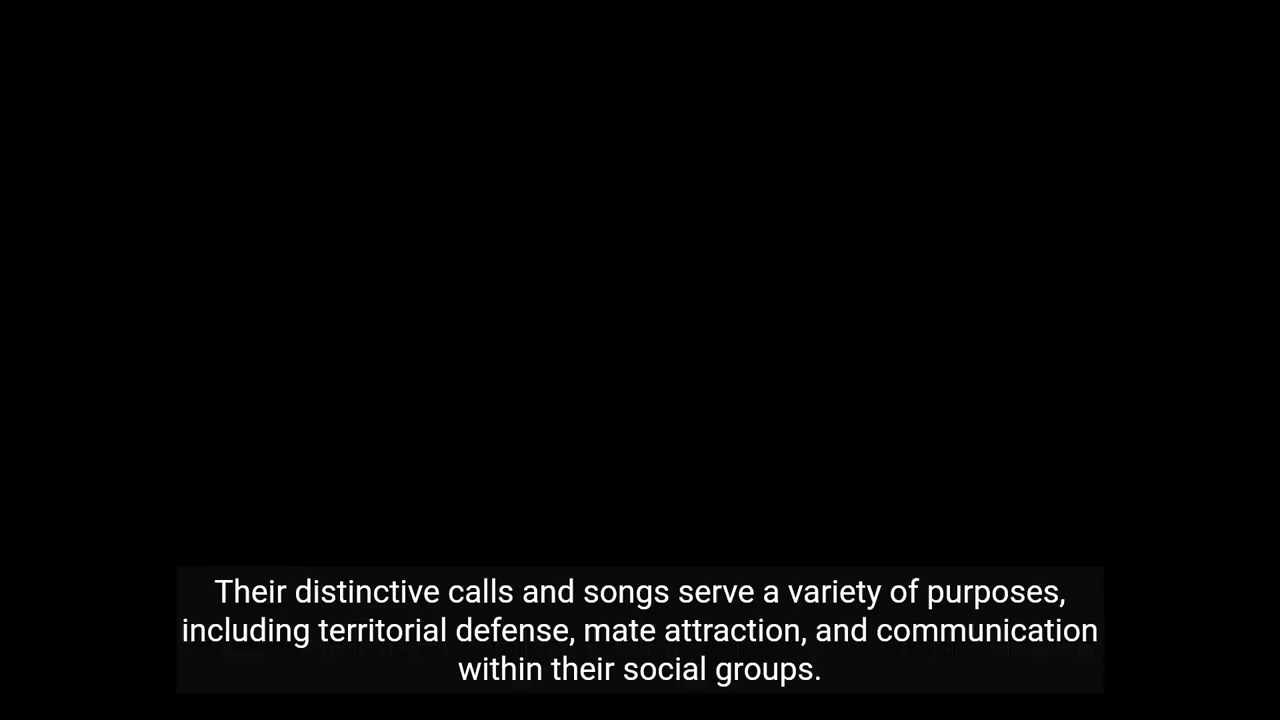 Their distinctive calls and songs serve a variety of purposes,
including territorial defense, mate attraction, and communication
within their social groups.